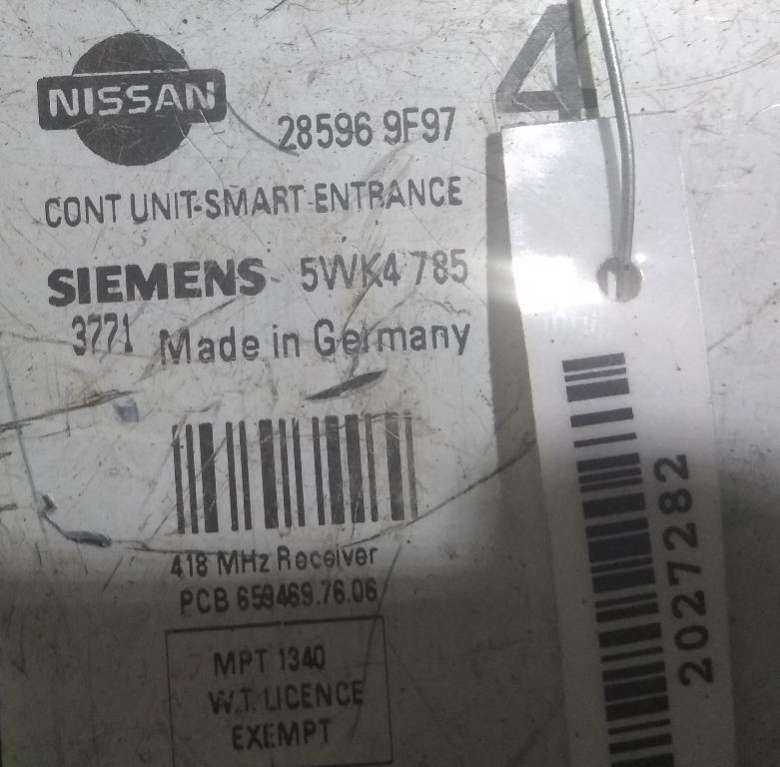 4
NISSAN
28596 9F97
CONT UNIT-SMART-ENTRANCE
SIEMENS 5WK4 785
3771 Made in Germany
418 MHz Receiver
PCB 659469.76.06
MPT 1340
W.T. LICENCE
EXEMPT
2027282